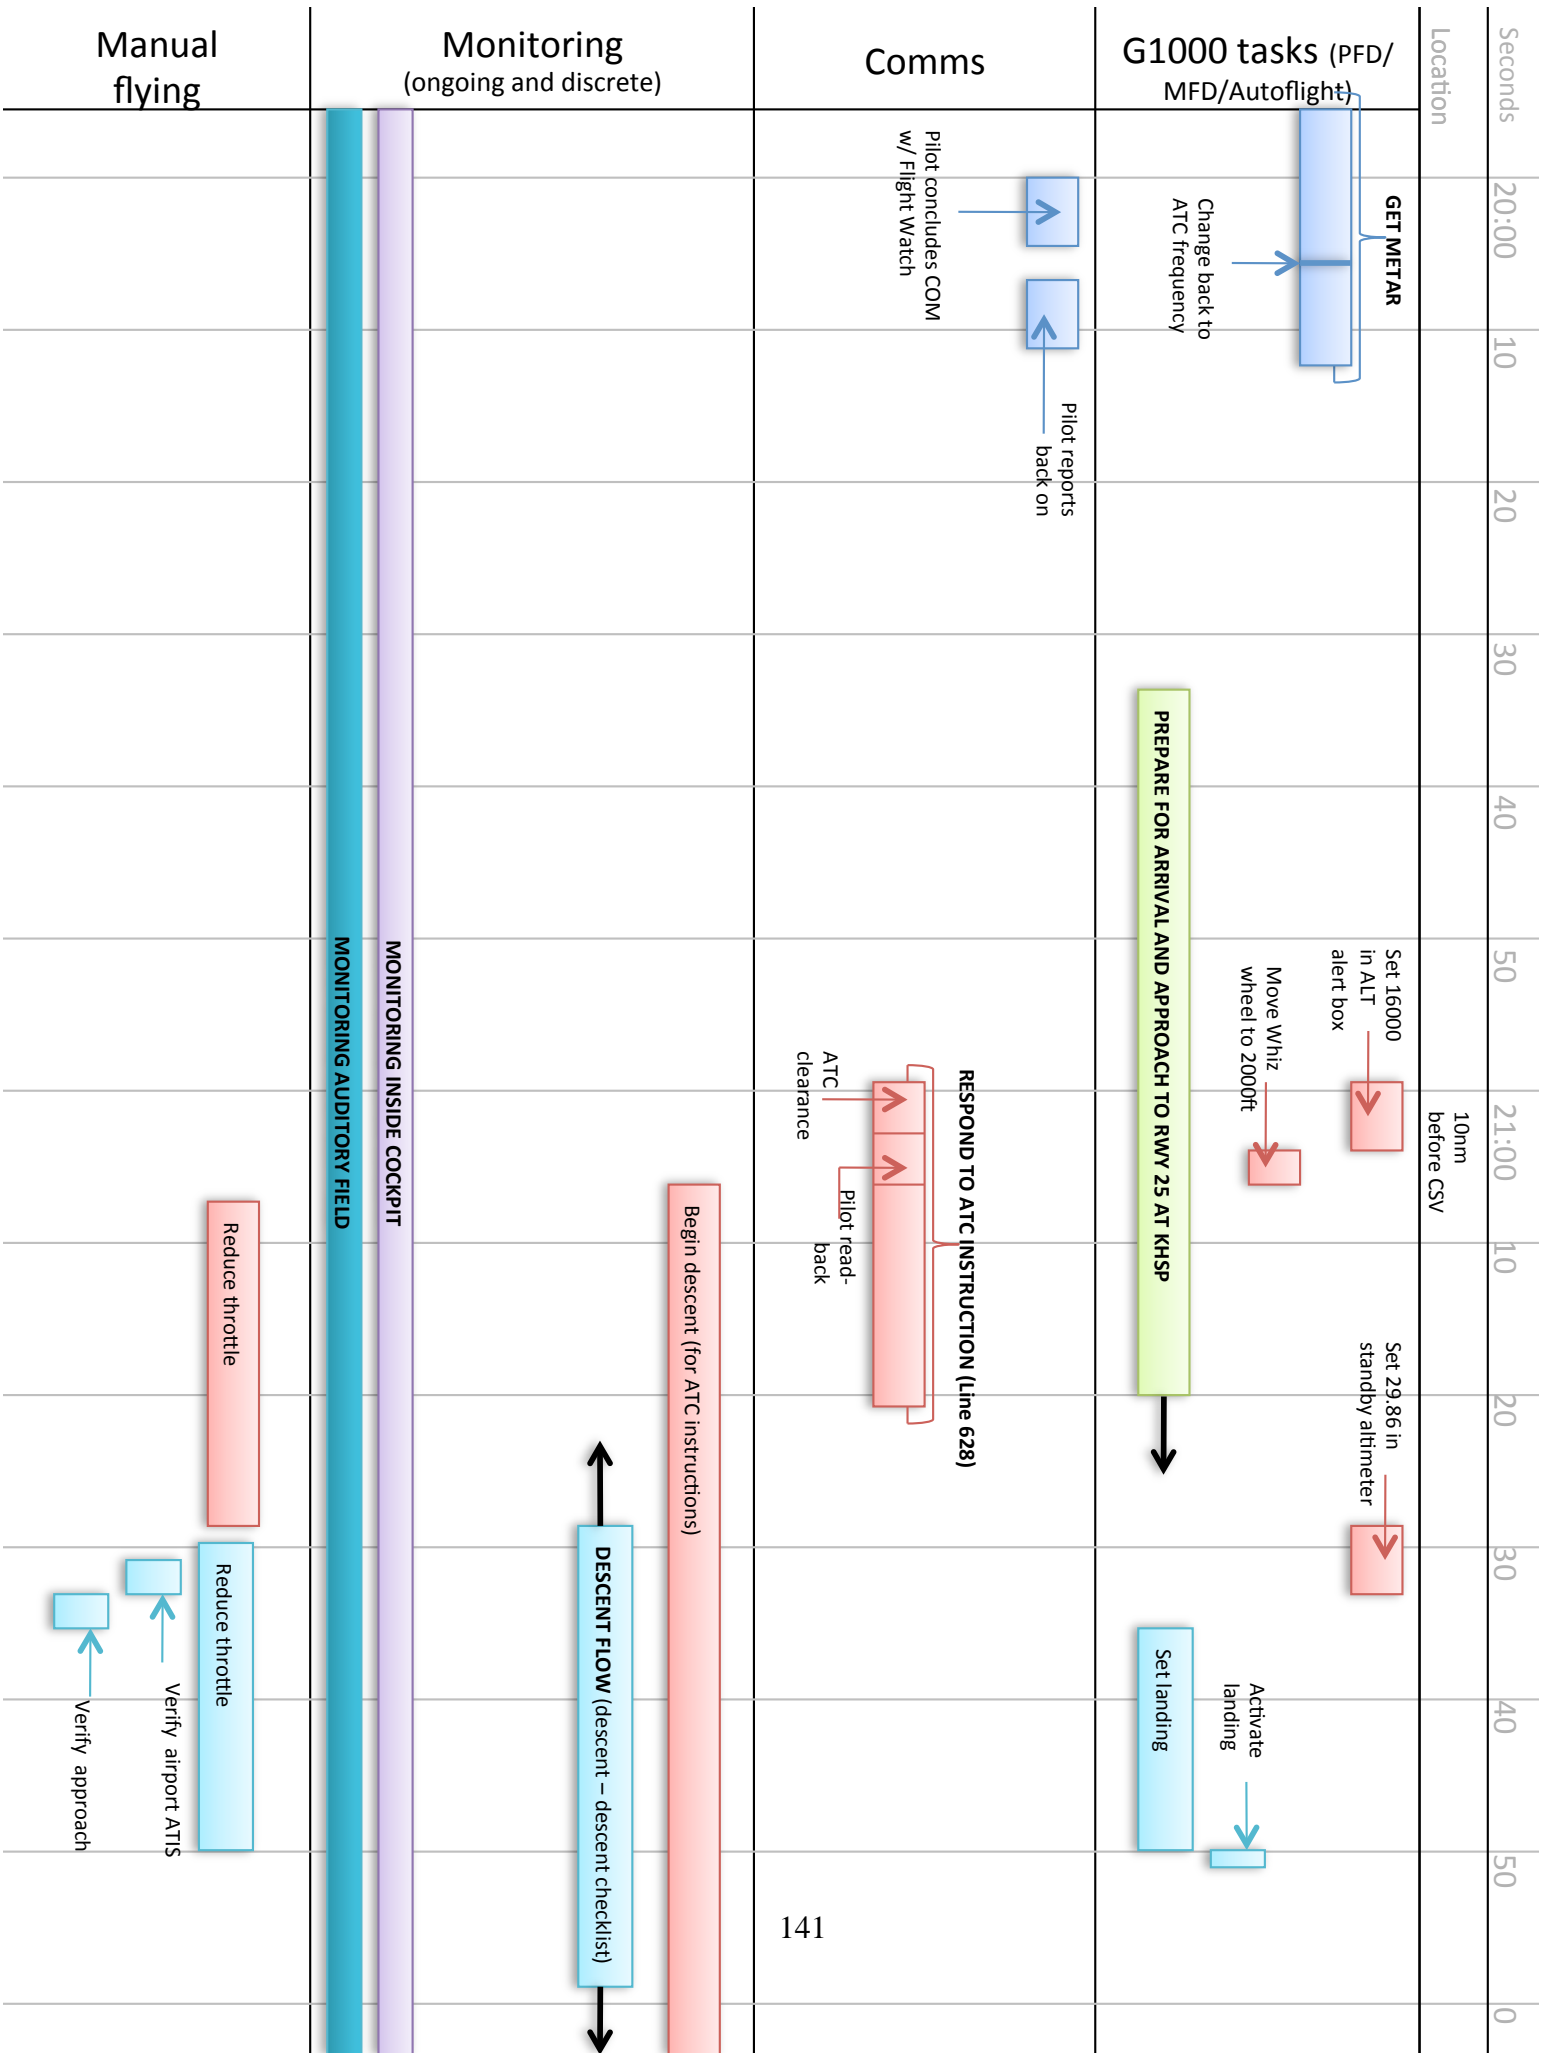 Seconds
20:00
10
20
30
40
50
21:00
10
20
30
40
50
0
Location
10nm
before CSV
G1000 tasks (PFD/
MFD/Autoflight)
GET METAR
Change back to
ATC frequency
Set 16000
in ALT
alert box
Move Whiz
wheel to 2000ft
PREPARE FOR ARRIVAL AND APPROACH TO RWY 25 AT KHSP
Set 29.86 in
standby altimeter
Activate
landing
Set landing
Comms
Pilot concludes COM
w/ Flight Watch
Pilot reports
back on
RESPOND TO ATC INSTRUCTION (Line 628)
ATC
clearance
Pilot read-
back
Monitoring
(ongoing and discrete)
Begin descent (for ATC instructions)
DESCENT FLOW (descent – descent checklist)
MONITORING INSIDE COCKPIT
MONITORING AUDITORY FIELD
Manual
flying
Reduce throttle
Reduce throttle
Verify airport ATIS
Verify approach
141